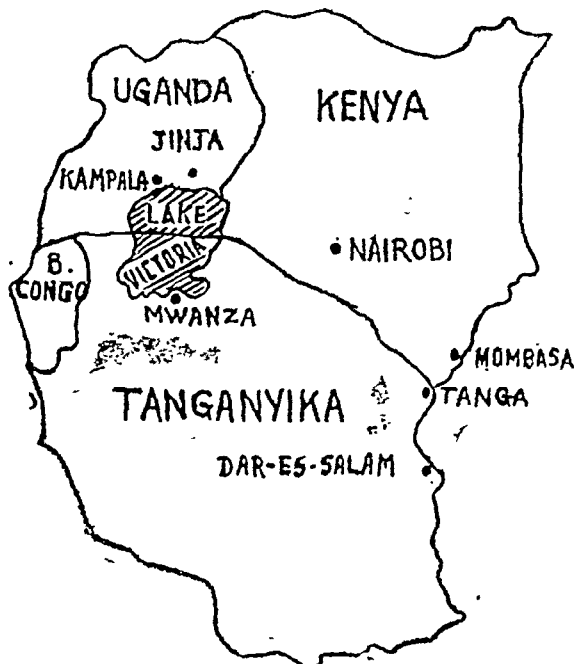 UGANDA
KENYA
JINJA
KAMPALA
LAKE
VICTORIA
NAIROBI
B.
CONGO
MWANZA
MOMBASA
TANGANYIKA
TANGA
DAR-ES-SALAM